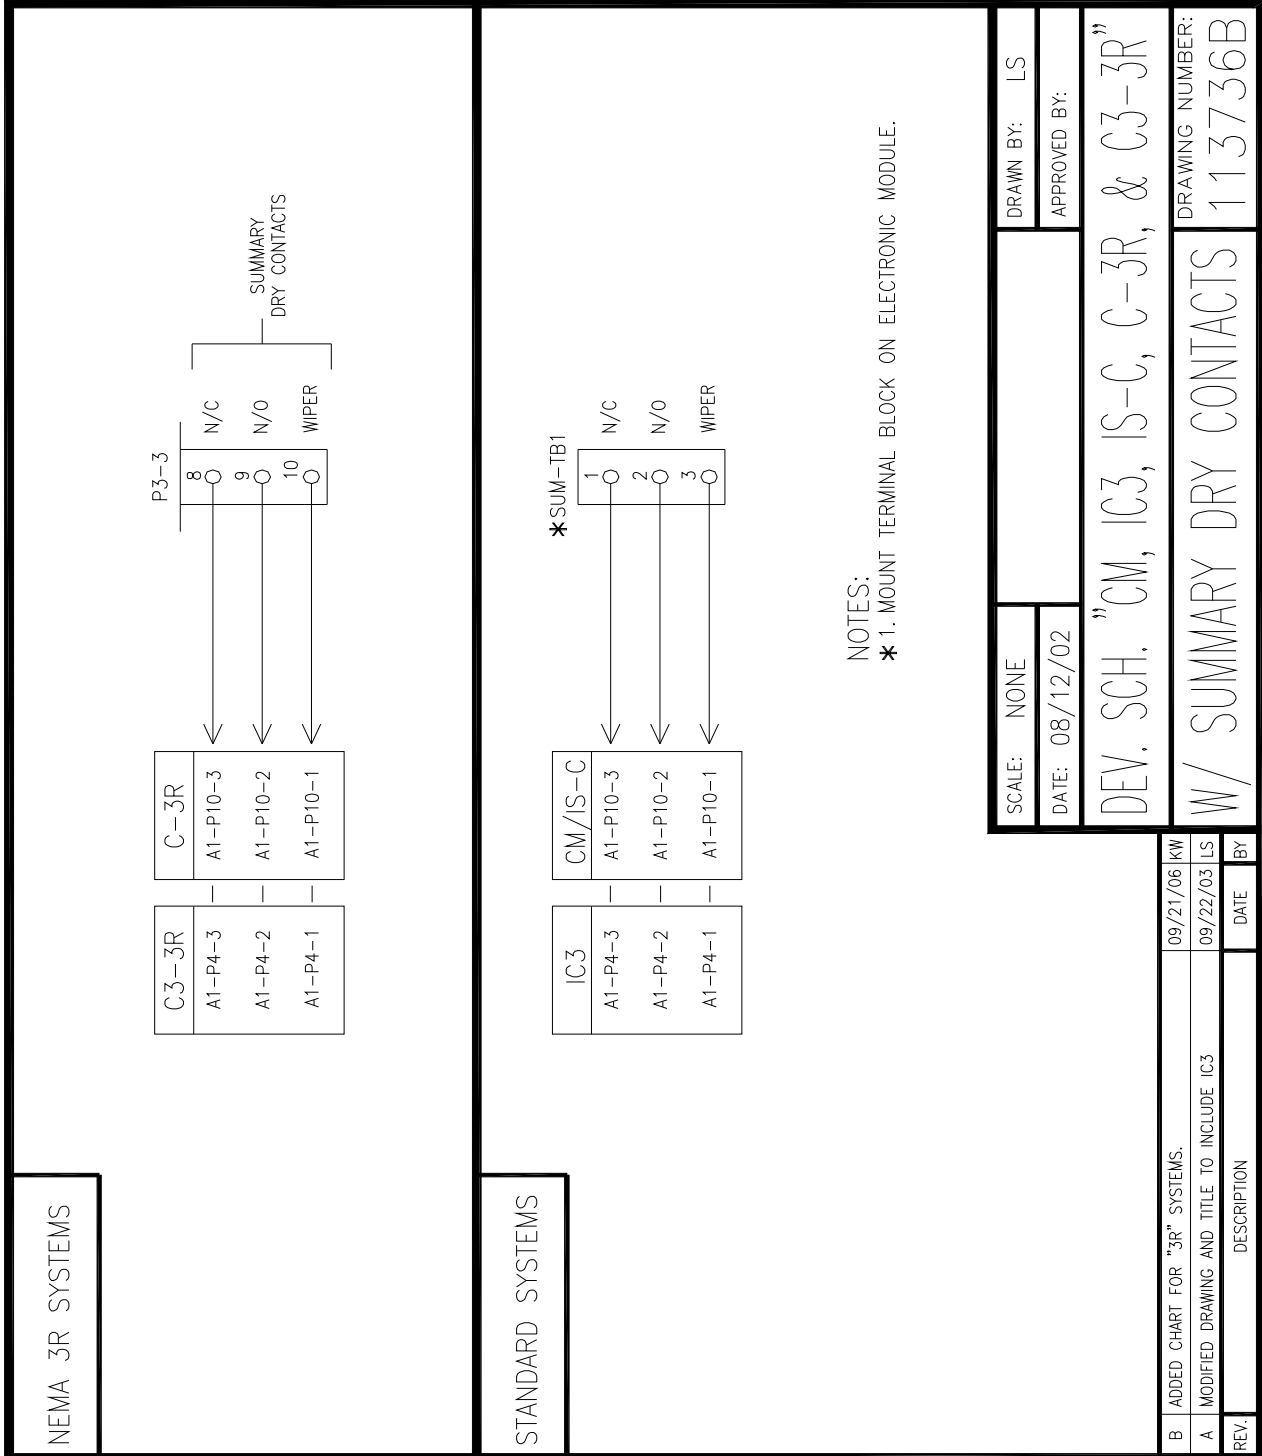 NEMA 3R SYSTEMS
P3-3
C3-3R
C-3R
A1-P4-3 — A1-P10-3
8
N/C
A1-P4-2 — A1-P10-2
9
N/O
A1-P4-1 — A1-P10-1
10
WIPER
SUMMARY
DRY CONTACTS
STANDARD SYSTEMS
*SUM-TB1
IC3
CM/IS-C
A1-P4-3 — A1-P10-3
1
N/C
A1-P4-2 — A1-P10-2
2
N/O
A1-P4-1 — A1-P10-1
3
WIPER
NOTES:
* 1. MOUNT TERMINAL BLOCK ON ELECTRONIC MODULE.
SCALE: NONE
DRAWN BY: LS
DATE: 08/12/02
APPROVED BY:
DEV. SCH. "CM, IC3, IS-C, C-3R, & C3-3R"
W/ SUMMARY DRY CONTACTS
DRAWING NUMBER:
113736B
B ADDED CHART FOR "3R" SYSTEMS. 09/21/06 KW
A MODIFIED DRAWING AND TITLE TO INCLUDE IC3 09/22/03 LS
REV. DESCRIPTION DATE BY